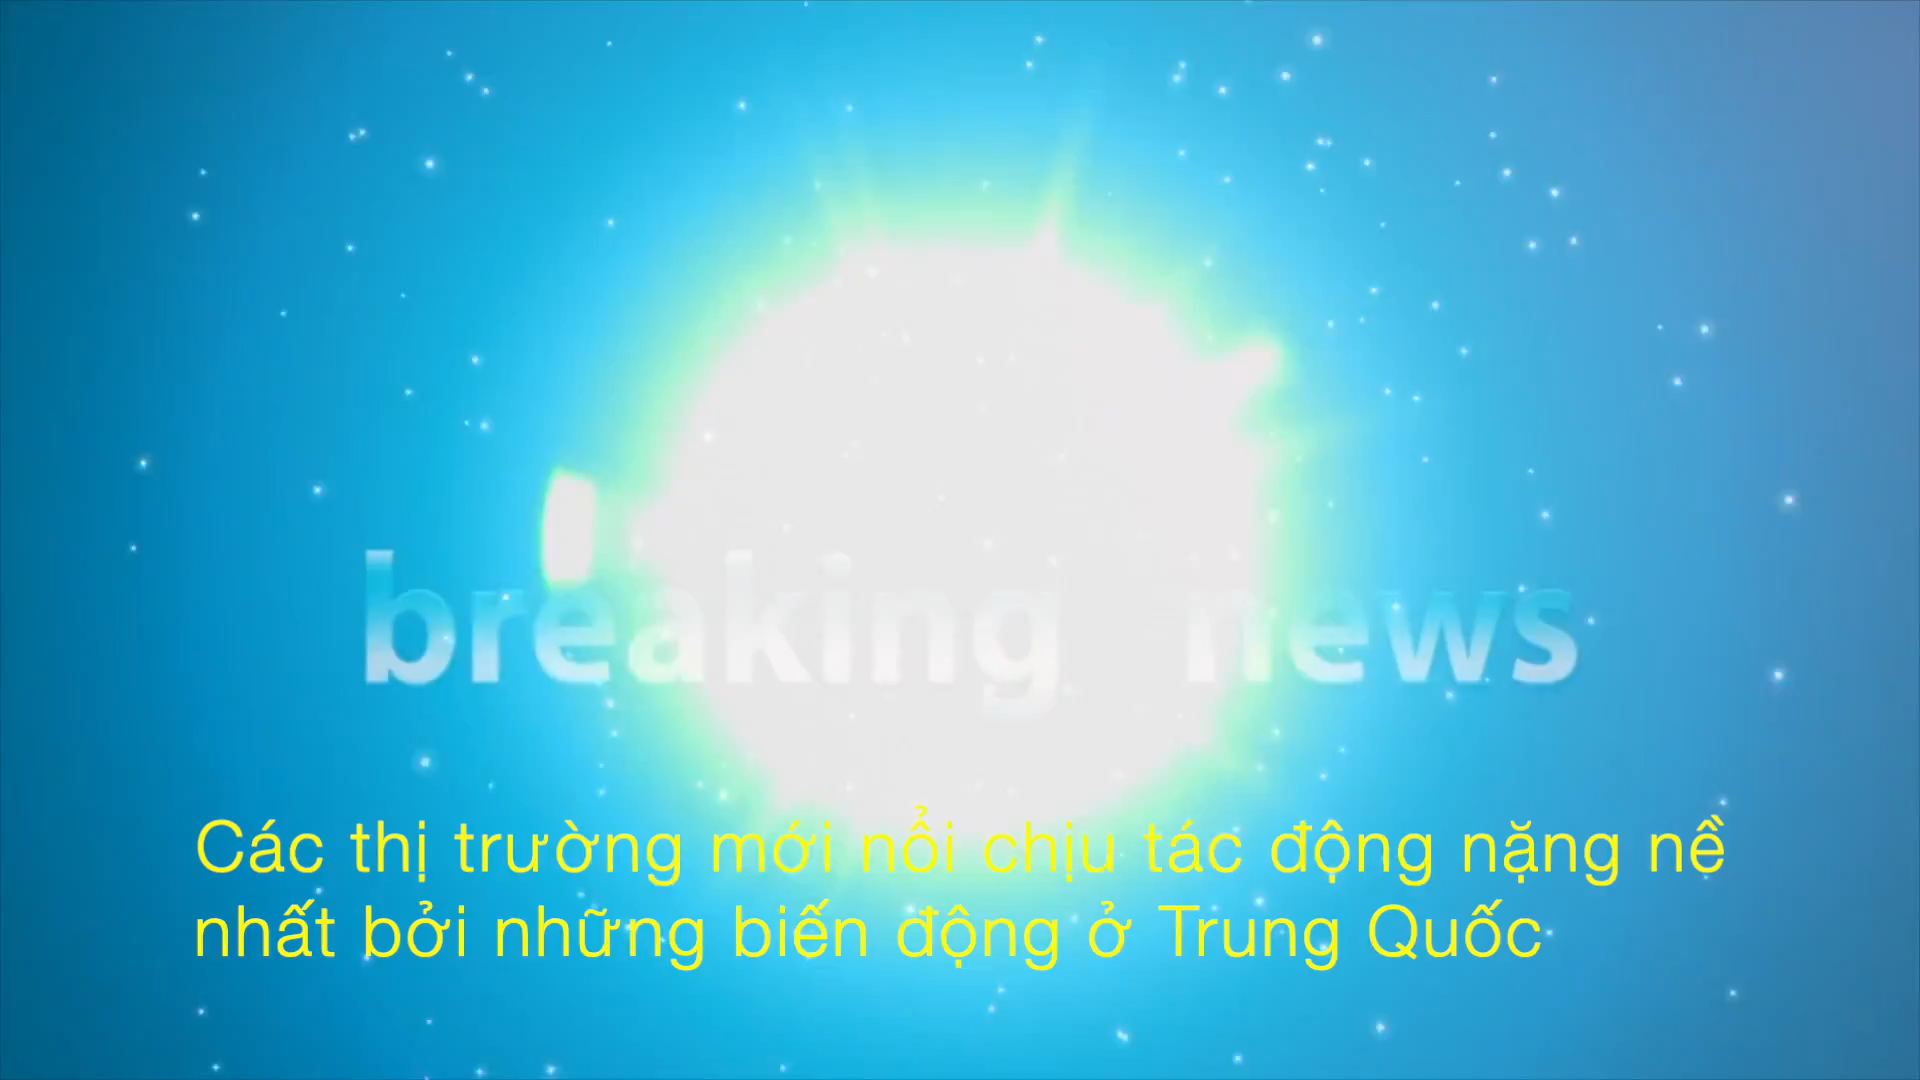 breaking news
Các thị trường mới nổi chịu tác động nặng nề
nhất bởi những biến động ở Trung Quốc